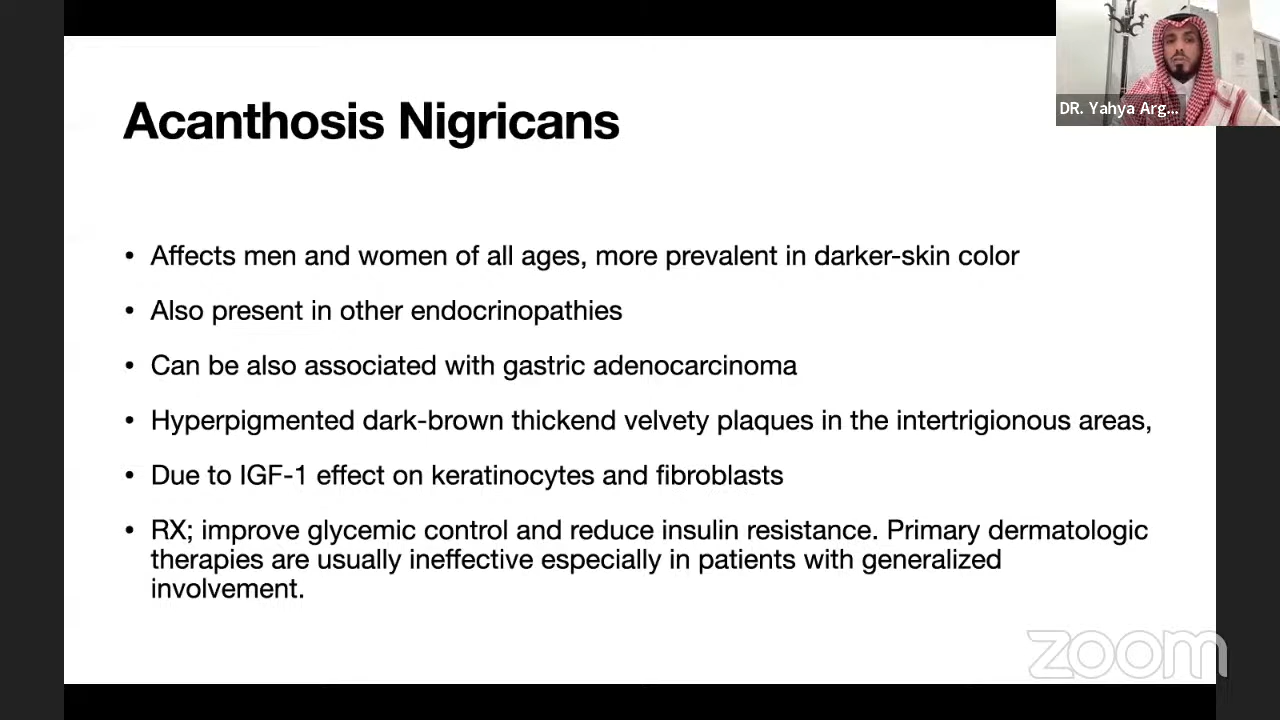 DR. Yahya Arg...
Acanthosis Nigricans
• Affects men and women of all ages, more prevalent in darker-skin color
• Also present in other endocrinopathies
• Can be also associated with gastric adenocarcinoma
• Hyperpigmented dark-brown thickend velvety plaques in the intertrigionous areas,
• Due to IGF-1 effect on keratinocytes and fibroblasts
• RX; improve glycemic control and reduce insulin resistance. Primary dermatologic
therapies are usually ineffective especially in patients with generalized
involvement.
zoom